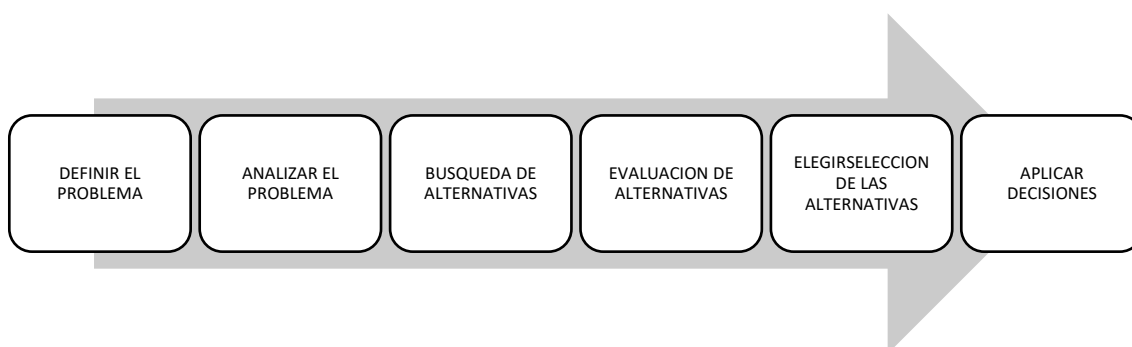 DEFINIR EL
PROBLEMA
ANALIZAR EL
PROBLEMA
BUSQUEDA DE
ALTERNATIVAS
EVALUACION DE
ALTERNATIVAS
ELEGIRSELECCION
DE LAS
ALTERNATIVAS
APLICAR
DECISIONES